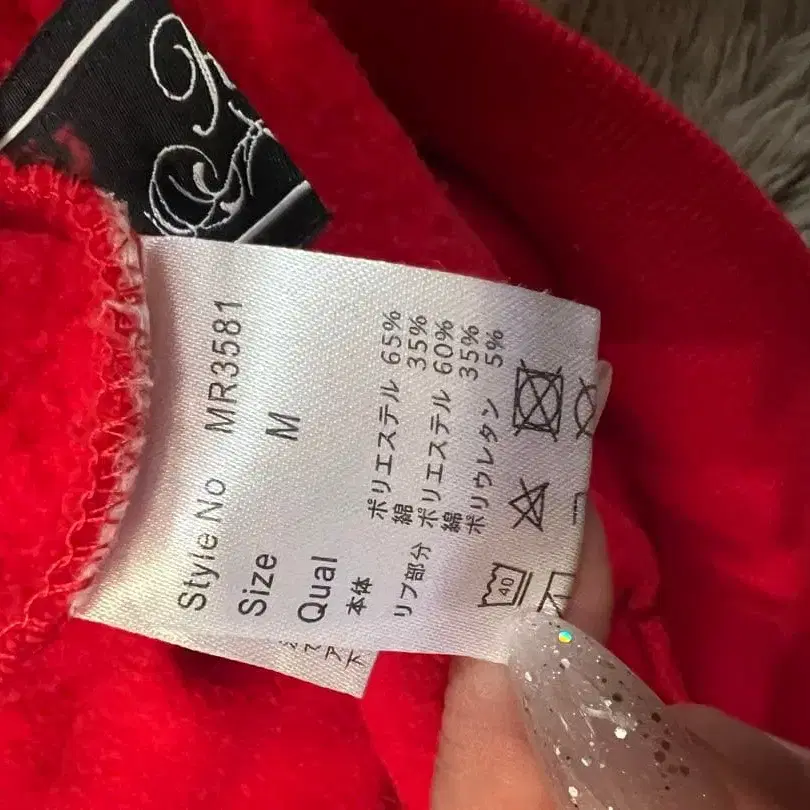 Style No MR3581
Size M
Qual
本体 ポリエステル 65%
綿 35%
リブ部分 ポリエステル 60%
綿 35%
ポリウレタン 5%
40